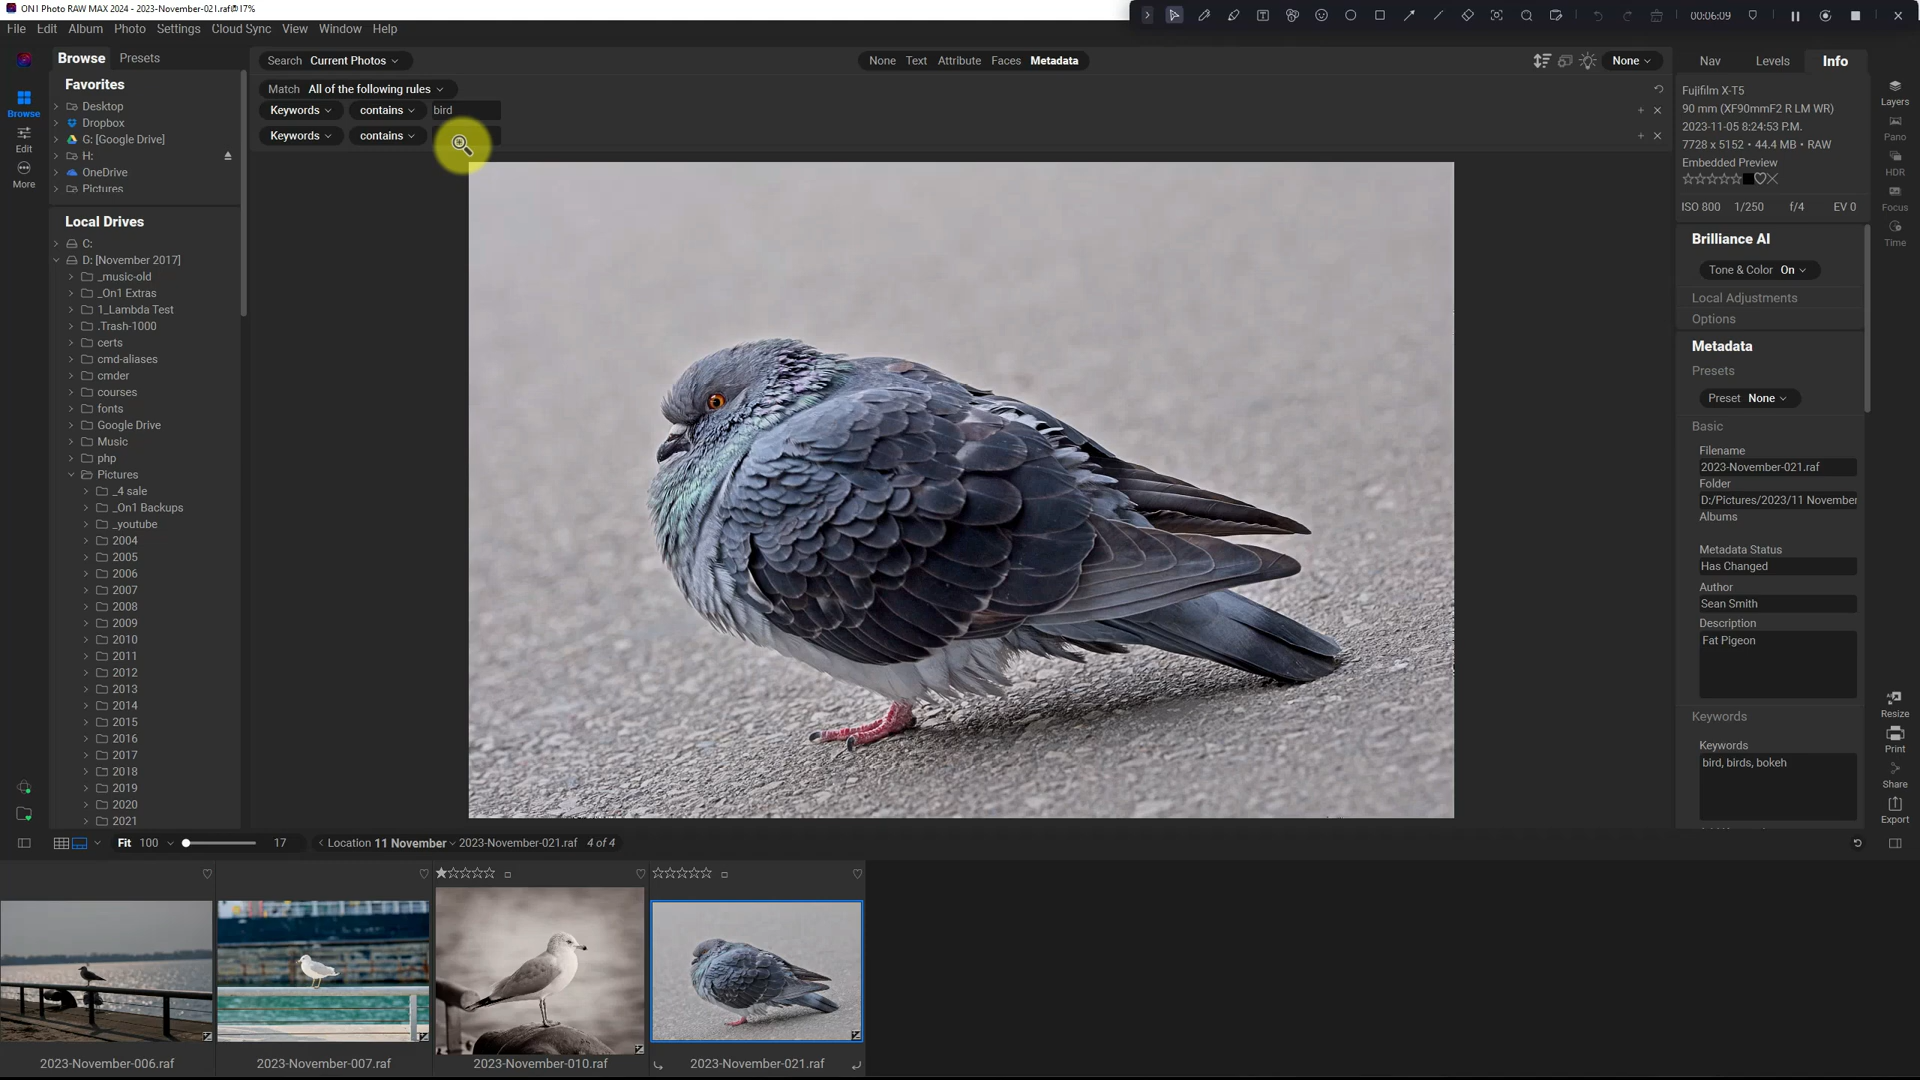 ON1 Photo RAW MAX 2024 - 2023-November-021.raf@17%
00:06:09
File Edit Album Photo Settings Cloud Sync View Window Help
Browse Presets
Search Current Photos
None Text Attribute Faces Metadata
None
Nav Levels Info
Favorites
Match All of the following rules
Keywords contains bird
Keywords contains
Desktop
Dropbox
G: [Google Drive]
H:
OneDrive
Pictures
Browse
Edit
More
Local Drives
C:
D: [November 2017]
_music-old
_On1 Extras
1_Lambda Test
.Trash-1000
certs
cmd-aliases
cmder
courses
fonts
Google Drive
Music
php
Pictures
_4 sale
_On1 Backups
_youtube
2004
2005
2006
2007
2008
2009
2010
2011
2012
2013
2014
2015
2016
2017
2018
2019
2020
2021
Fujifilm X-T5
90 mm (XF90mmF2 R LM WR)
2023-11-05 8:24:53 P.M.
7728 x 5152 • 44.4 MB • RAW
Embedded Preview
ISO 800 1/250 f/4 EV 0
Brilliance AI
Tone & Color On
Local Adjustments
Options
Metadata
Presets
Preset None
Basic
Filename
2023-November-021.raf
Folder
D:/Pictures/2023/11 November
Albums
Metadata Status
Has Changed
Author
Sean Smith
Description
Fat Pigeon
Keywords
Keywords
bird, birds, bokeh
Layers
Pano
HDR
Focus
Time
Resize
Print
Share
Export
Fit 100 17 Location 11 November 2023-November-021.raf 4 of 4
2023-November-006.raf
2023-November-007.raf
2023-November-010.raf
2023-November-021.raf